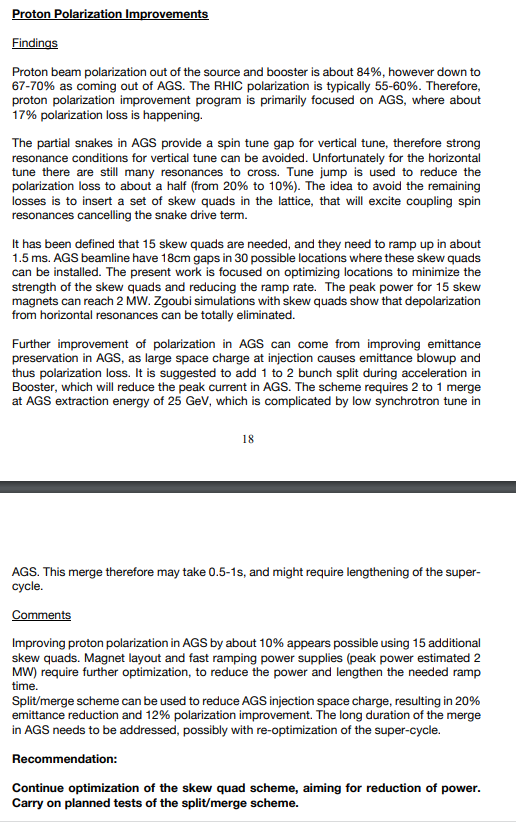 Proton Polarization Improvements
Findings
Proton beam polarization out of the source and booster is about 84%, however down to
67-70% as coming out of AGS. The RHIC polarization is typically 55-60%. Therefore,
proton polarization improvement program is primarily focused on AGS, where about
17% polarization loss is happening.
The partial snakes in AGS provide a spin tune gap for vertical tune, therefore strong
resonance conditions for vertical tune can be avoided. Unfortunately for the horizontal
tune there are still many resonances to cross. Tune jump is used to reduce the
polarization loss to about a half (from 20% to 10%). The idea to avoid the remaining
losses is to insert a set of skew quads in the lattice, that will excite coupling spin
resonances cancelling the snake drive term.
It has been defined that 15 skew quads are needed, and they need to ramp up in about
1.5 ms. AGS beamline have 18cm gaps in 30 possible locations where these skew quads
can be installed. The present work is focused on optimizing locations to minimize the
strength of the skew quads and reducing the ramp rate. The peak power for 15 skew
magnets can reach 2 MW. Zgoubi simulations with skew quads show that depolarization
from horizontal resonances can be totally eliminated.
Further improvement of polarization in AGS can come from improving emittance
preservation in AGS, as large space charge at injection causes emittance blowup and
thus polarization loss. It is suggested to add 1 to 2 bunch split during acceleration in
Booster, which will reduce the peak current in AGS. The scheme requires 2 to 1 merge
at AGS extraction energy of 25 GeV, which is complicated by low synchrotron tune in
18
AGS. This merge therefore may take 0.5-1s, and might require lengthening of the super-
cycle.
Comments
Improving proton polarization in AGS by about 10% appears possible using 15 additional
skew quads. Magnet layout and fast ramping power supplies (peak power estimated 2
MW) require further optimization, to reduce the power and lengthen the needed ramp
time.
Split/merge scheme can be used to reduce AGS injection space charge, resulting in 20%
emittance reduction and 12% polarization improvement. The long duration of the merge
in AGS needs to be addressed, possibly with re-optimization of the super-cycle.
Recommendation:
Continue optimization of the skew quad scheme, aiming for reduction of power.
Carry on planned tests of the split/merge scheme.